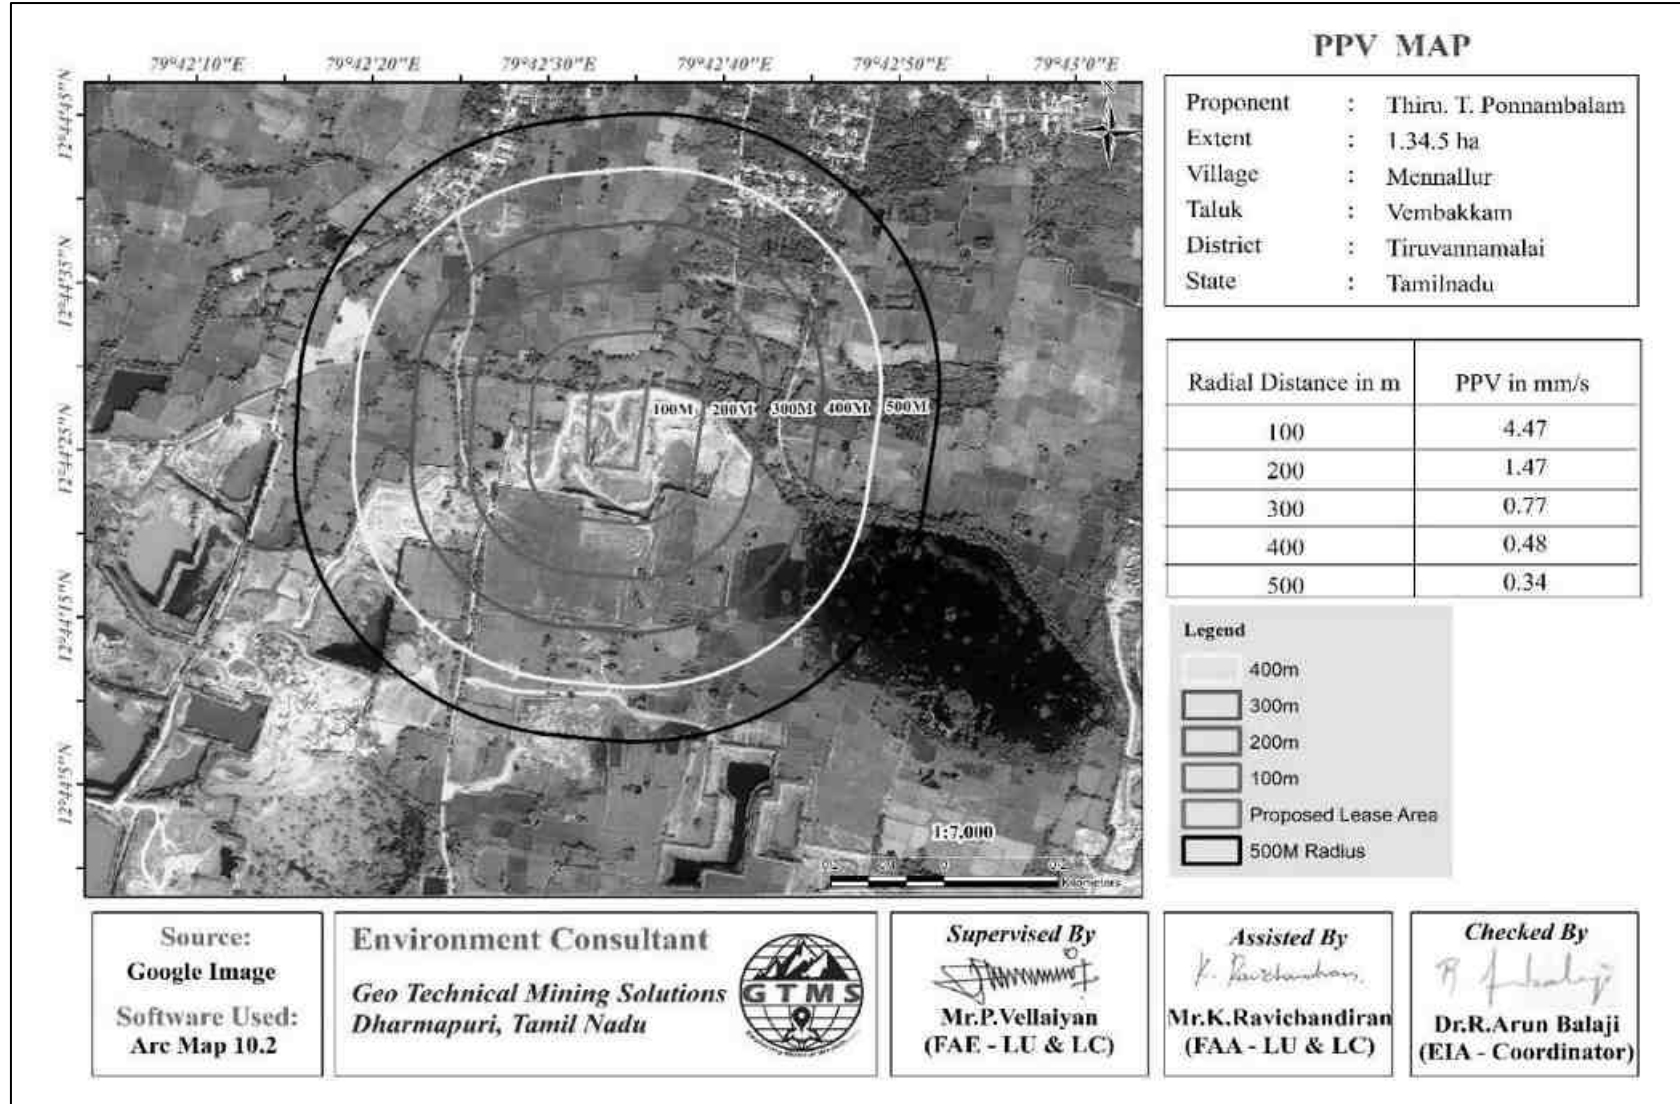 PPV MAP
79°42'10"E 79°42'20"E 79°42'30"E 79°42'40"E 79°42'50"E 79°43'0"E
Proponent : Thiru. T. Ponnambalam
Extent : 1.34.5 ha
Village : Mennallur
Taluk : Vembakkam
District : Tiruvannamalai
State : Tamilnadu
Radial Distance in m PPV in mm/s
100 4.47
200 1.47
300 0.77
400 0.48
500 0.34
100M 200M 300M 400M 500M
Legend
400m
300m
200m
100m
Proposed Lease Area
500M Radius
1:7,000
Kilometers
Source:
Google Image
Software Used:
Arc Map 10.2
Environment Consultant
Geo Technical Mining Solutions
Dharmapuri, Tamil Nadu
GTMS
Supervised By
Mr.P.Vellaiyan
(FAE - LU & LC)
Assisted By
K. Ravichandiran
Mr.K.Ravichandiran
(FAA - LU & LC)
Checked By
Dr.R.Arun Balaji
(EIA - Coordinator)